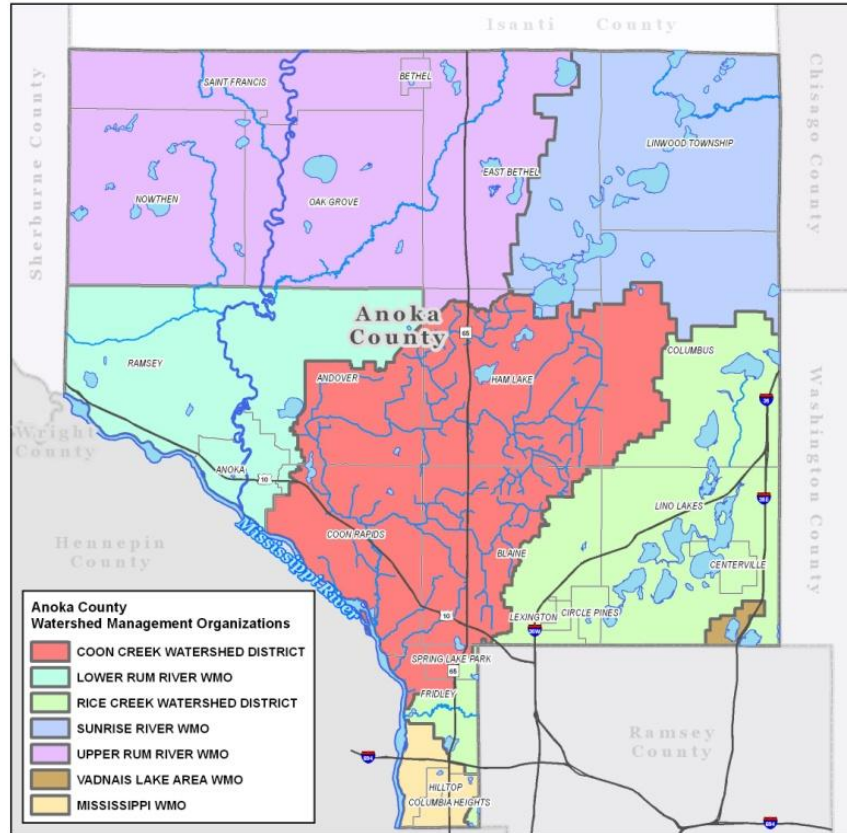 Isanti County
Sherburne County
Chisago County
SAINT FRANCIS
BETHEL
LINWOOD TOWNSHIP
EAST BETHEL
NOWTHEN
OAK GROVE
Anoka
County
65
RAMSEY
COLUMBUS
ANDOVER
HAM LAKE
Washington County
35
Wright
County
ANOKA
10
LINO LAKES
35E
Hennepin
County
Mississippi River
COON RAPIDS
BLAINE
CENTERVILLE
10
LEXINGTON
CIRCLE PINES
35W
SPRING LAKE PARK
65
FRIDLEY
Ramsey
County
694
HILLTOP
COLUMBIA HEIGHTS
694
Anoka County
Watershed Management Organizations
COON CREEK WATERSHED DISTRICT
LOWER RUM RIVER WMO
RICE CREEK WATERSHED DISTRICT
SUNRISE RIVER WMO
UPPER RUM RIVER WMO
VADNAIS LAKE AREA WMO
MISSISSIPPI WMO